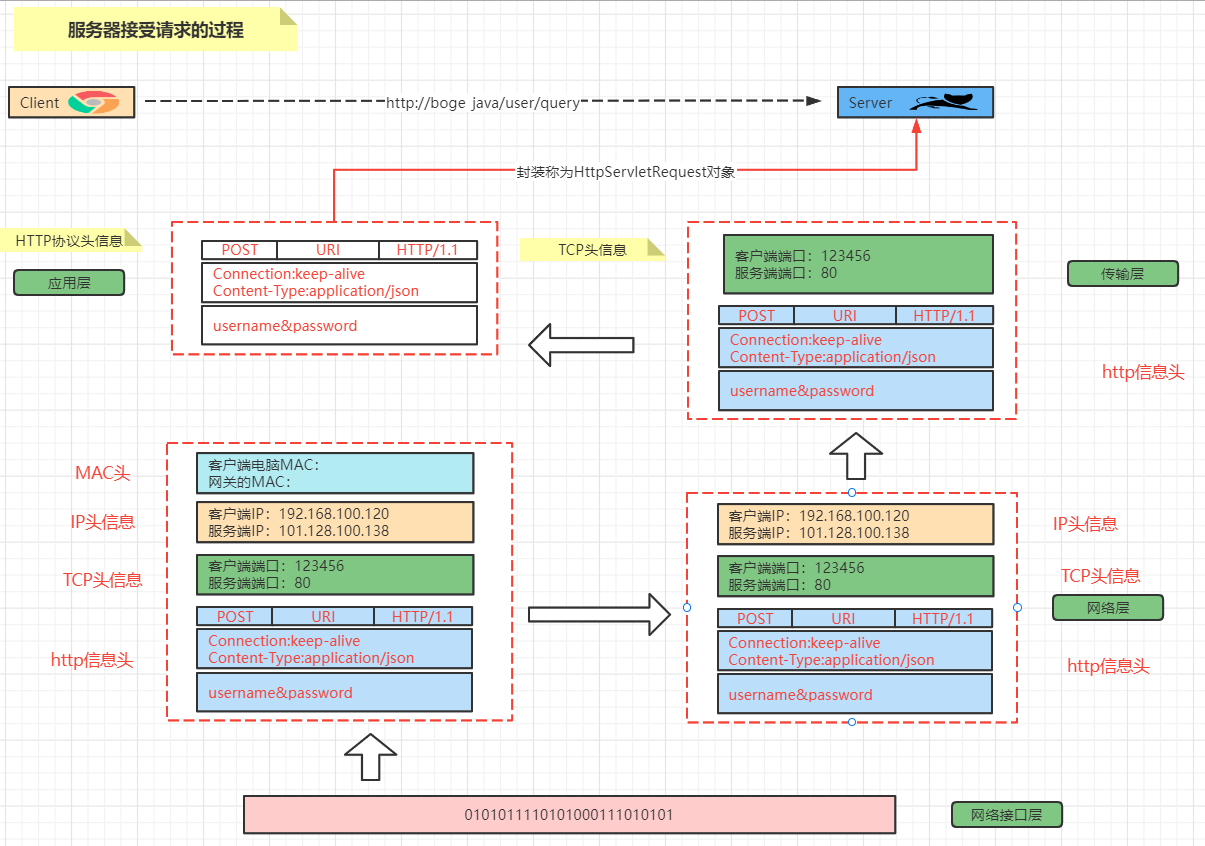 服务器接受请求的过程
Client
http://boge java/user/query
Server
封装称为HttpServletRequest对象
HTTP协议头信息
应用层
POST URI HTTP/1.1
Connection:keep-alive
Content-Type:application/json
username&password
TCP头信息
客户端端口：123456
服务端端口：80
POST URI HTTP/1.1
Connection:keep-alive
Content-Type:application/json
username&password
传输层
http信息头
MAC头
IP头信息
TCP头信息
http信息头
客户端电脑MAC：
网关的MAC：
客户端IP：192.168.100.120
服务端IP：101.128.100.138
客户端端口：123456
服务端端口：80
POST URI HTTP/1.1
Connection:keep-alive
Content-Type:application/json
username&password
客户端IP：192.168.100.120
服务端IP：101.128.100.138
客户端端口：123456
服务端端口：80
POST URI HTTP/1.1
Connection:keep-alive
Content-Type:application/json
username&password
IP头信息
TCP头信息
网络层
http信息头
0101011110101000111010101
网络接口层